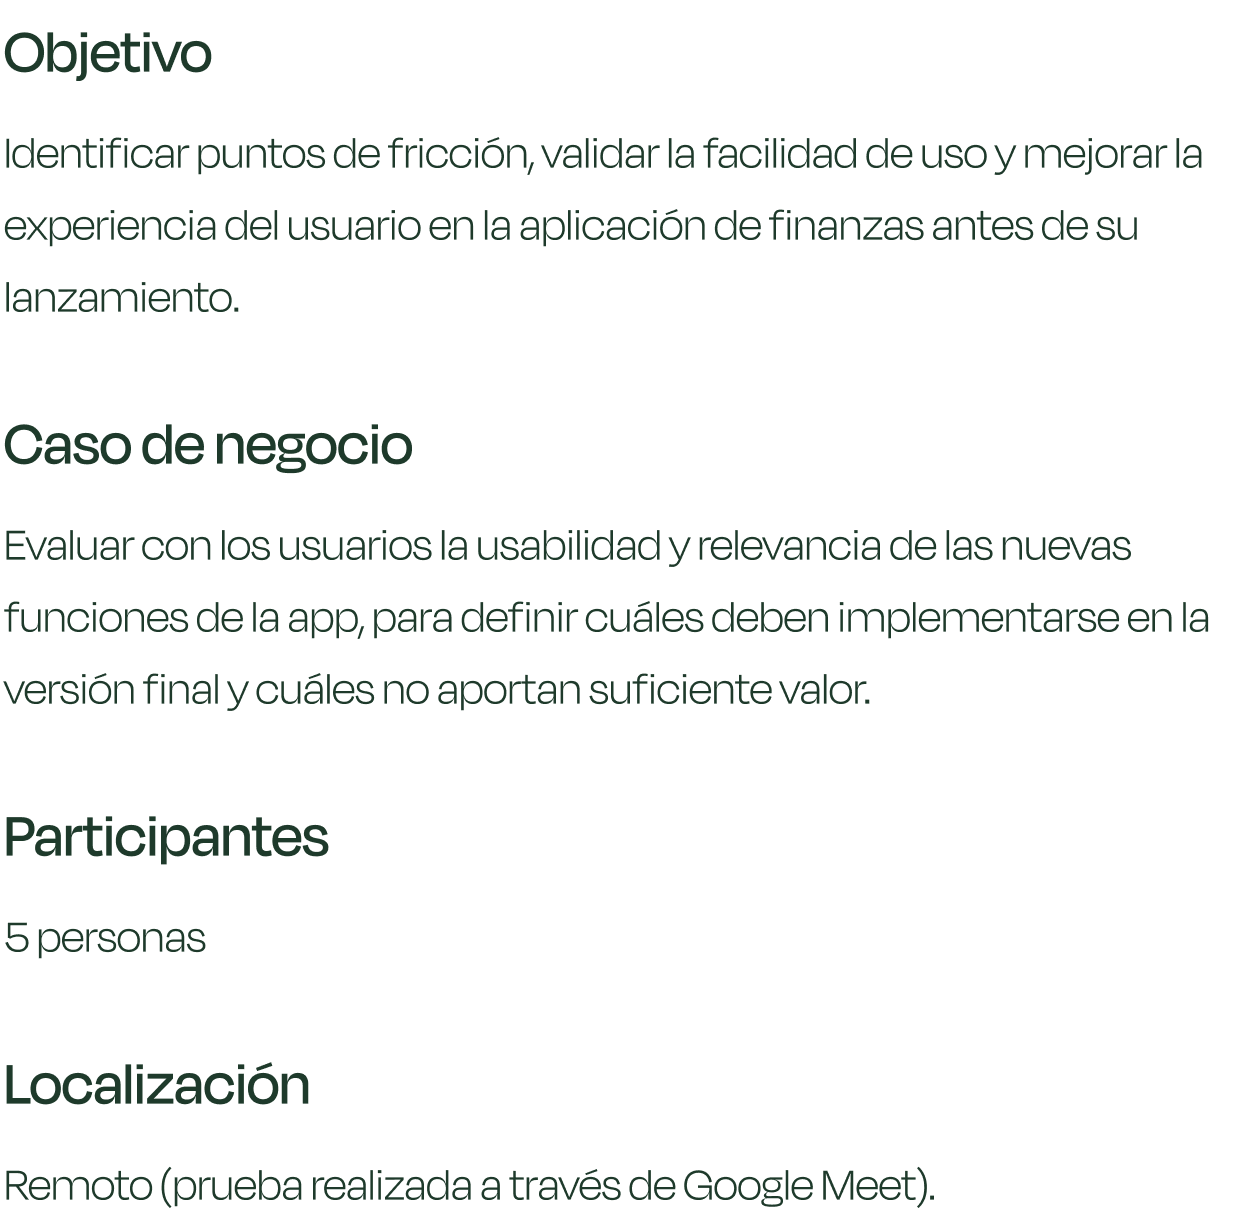 Objetivo
Identificar puntos de fricción, validar la facilidad de uso y mejorar la
experiencia del usuario en la aplicación de finanzas antes de su
lanzamiento.
Caso de negocio
Evaluar con los usuarios la usabilidad y relevancia de las nuevas
funciones de la app, para definir cuáles deben implementarse en la
versión final y cuáles no aportan suficiente valor.
Participantes
5 personas
Localización
Remoto (prueba realizada a través de Google Meet).